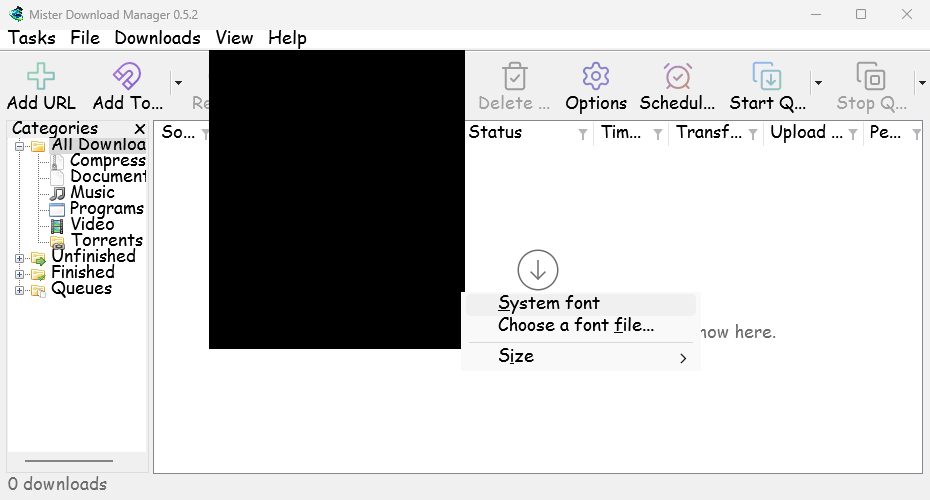 Mister Download Manager 0.5.2
Tasks File Downloads View Help
Add URL Add To... Re Delete ... Options Schedul... Start Q... Stop Q...
Categories
So... Status Tim... Transf... Upload ... Pe...
All Downloa
Compress
Document
Music
Programs
Video
Torrents
Unfinished
Finished
Queues
System font
Choose a font file...
now here.
Size
0 downloads